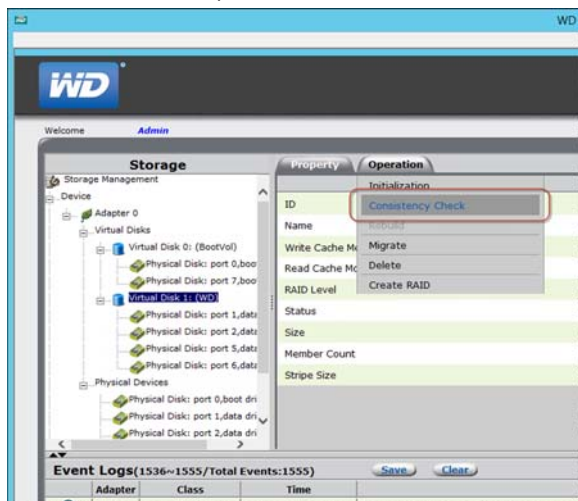 WD
WD
Welcome Admin
Storage
Property Operation
Storage Management
Device
Adapter 0
Virtual Disks
Virtual Disk 0: (BootVol)
Physical Disk: port 0,boo
Physical Disk: port 7,boo
Virtual Disk 1: (WD)
Physical Disk: port 1,data
Physical Disk: port 2,data
Physical Disk: port 5,data
Physical Disk: port 6,data
Physical Devices
Physical Disk: port 0,boot dri
Physical Disk: port 1,data dri
Physical Disk: port 2,data dri
Initialization
Consistency Check
Rebuild
Migrate
Delete
Create RAID
ID
Name
Write Cache Mo
Read Cache Mo
RAID Level
Status
Size
Member Count
Stripe Size
Event Logs(1536~1555/Total Events:1555) Save Clear
Adapter Class Time